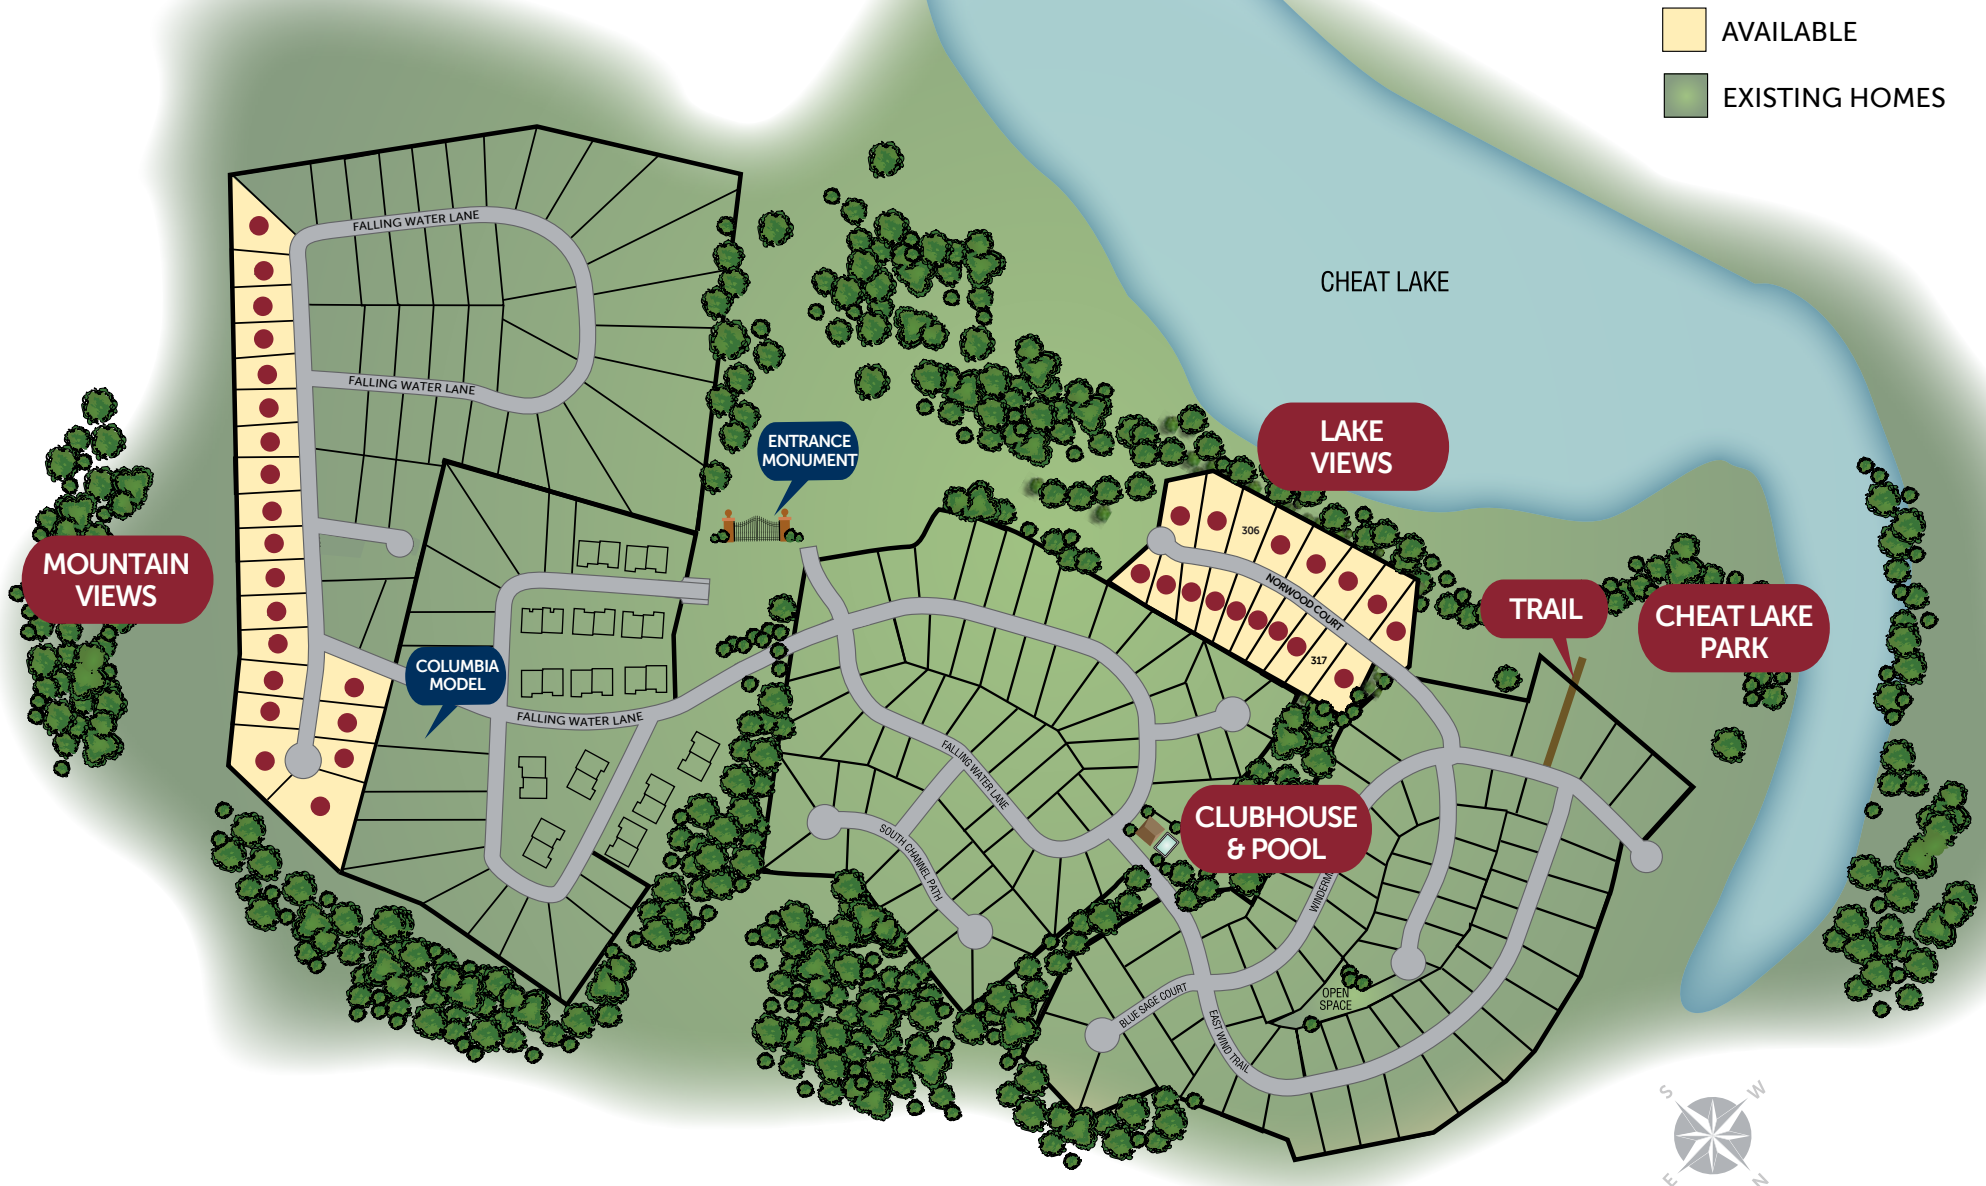 AVAILABLE
EXISTING HOMES
FALLING WATER LANE
CHEAT LAKE
FALLING WATER LANE
ENTRANCE
MONUMENT
LAKE
VIEWS
306
MOUNTAIN
VIEWS
NORWOOD COURT
TRAIL
CHEAT LAKE
PARK
317
COLUMBIA
MODEL
FALLING WATER LANE
FALLING WATER LANE
CLUBHOUSE
& POOL
SOUTH CHANNEL PATH
OPEN
SPACE
BLUE SAGE COURT
EAST WIND TRAIL
S
W
E
N